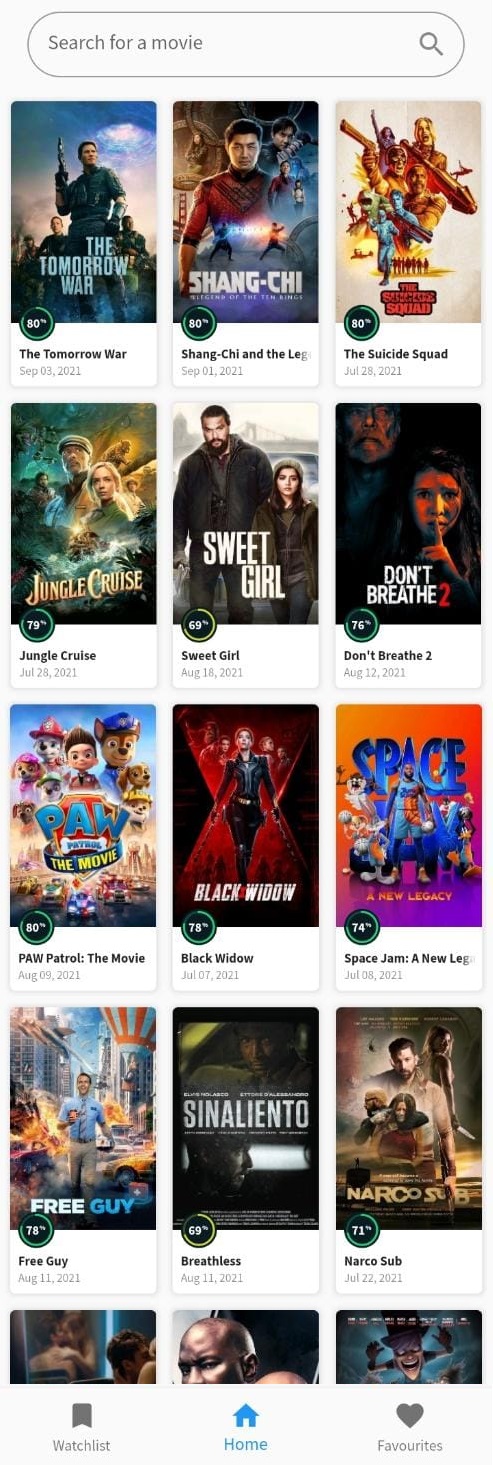 Search for a movie
THE
TOMORROW
WAR
80%
The Tomorrow War
Sep 03, 2021
SHANG-CHI
LEGEND OF THE TEN RINGS
80%
Shang-Chi and the Leg
Sep 01, 2021
THE
SUICIDE
SQUAD
80%
The Suicide Squad
Jul 28, 2021
JUNGLE CRUISE
79%
Jungle Cruise
Jul 28, 2021
SWEET
GIRL
69%
Sweet Girl
Aug 18, 2021
DON'T
BREATHE 2
76%
Don't Breathe 2
Aug 12, 2021
PAW
PATROL
THE MOVIE
80%
PAW Patrol: The Movie
Aug 09, 2021
BLACK WIDOW
78%
Black Widow
Jul 07, 2021
SPACE
JAM
A NEW LEGACY
74%
Space Jam: A New Lega
Jul 08, 2021
FREE GUY
78%
Free Guy
Aug 11, 2021
ELVIS NOLASCO ETTORE D'ALESSANDRO
SINALIENTO
69%
Breathless
Aug 11, 2021
NARCO SUB
71%
Narco Sub
Jul 22, 2021
Watchlist
Home
Favourites